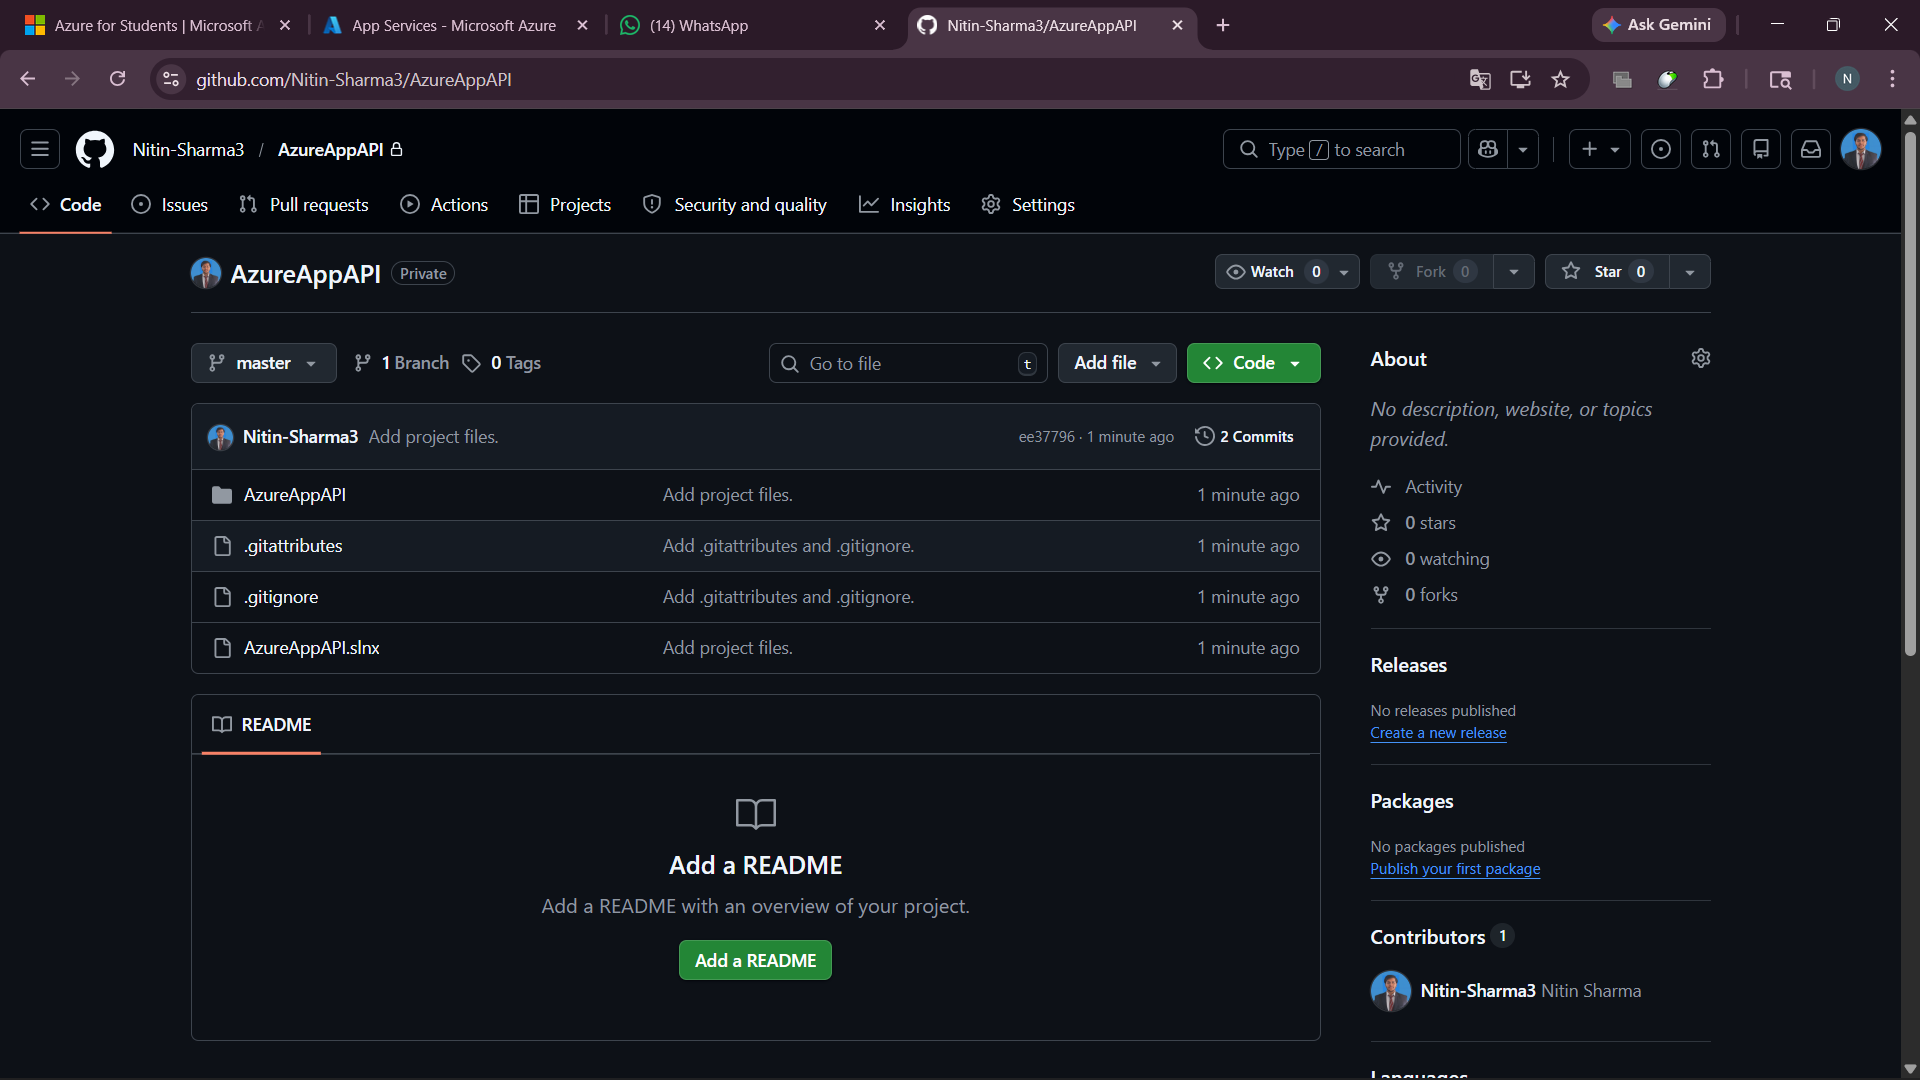 Azure for Students | Microsoft A
App Services - Microsoft Azure
(14) WhatsApp
Nitin-Sharma3/AzureAppAPI
Ask Gemini
github.com/Nitin-Sharma3/AzureAppAPI
N
Nitin-Sharma3 / AzureAppAPI
Type / to search
Code
Issues
Pull requests
Actions
Projects
Security and quality
Insights
Settings
AzureAppAPI Private
Watch 0
Fork 0
Star 0
master
1 Branch
0 Tags
Go to file t
Add file
Code
Nitin-Sharma3 Add project files.
ee37796 · 1 minute ago
2 Commits
AzureAppAPI Add project files. 1 minute ago
.gitattributes Add .gitattributes and .gitignore. 1 minute ago
.gitignore Add .gitattributes and .gitignore. 1 minute ago
AzureAppAPI.slnx Add project files. 1 minute ago
README
Add a README
Add a README with an overview of your project.
Add a README
About
No description, website, or topics
provided.
Activity
0 stars
0 watching
0 forks
Releases
No releases published
Create a new release
Packages
No packages published
Publish your first package
Contributors 1
Nitin-Sharma3 Nitin Sharma
Languages